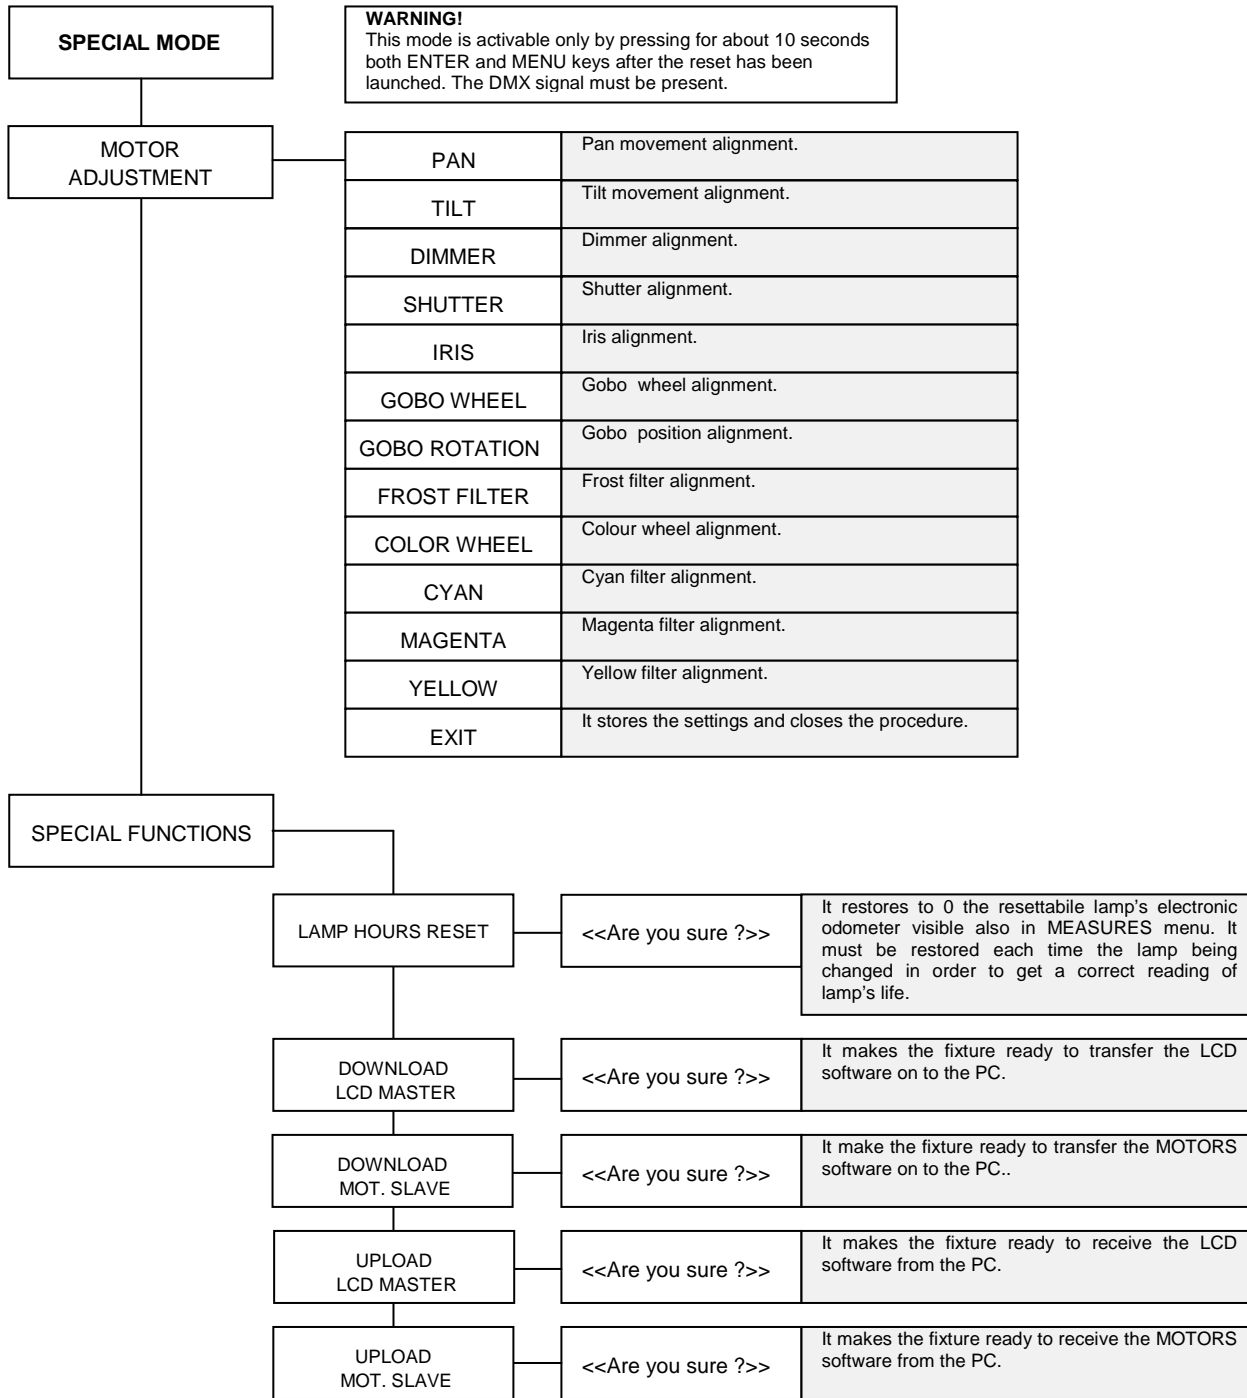 SPECIAL MODE
WARNING!
This mode is activable only by pressing for about 10 seconds
both ENTER and MENU keys after the reset has been
launched. The DMX signal must be present.
MOTOR
ADJUSTMENT
PAN
Pan movement alignment.
TILT
Tilt movement alignment.
DIMMER
Dimmer alignment.
SHUTTER
Shutter alignment.
IRIS
Iris alignment.
GOBO WHEEL
Gobo  wheel alignment.
GOBO ROTATION
Gobo  position alignment.
FROST FILTER
Frost filter alignment.
COLOR WHEEL
Colour wheel alignment.
CYAN
Cyan filter alignment.
MAGENTA
Magenta filter alignment.
YELLOW
Yellow filter alignment.
EXIT
It stores the settings and closes the procedure.
SPECIAL FUNCTIONS
LAMP HOURS RESET
<<Are you sure ?>>
It restores to 0 the resettabile lamp's electronic
odometer visible also in MEASURES menu. It
must be restored each time the lamp being
changed in order to get a correct reading of
lamp's life.
DOWNLOAD
LCD MASTER
<<Are you sure ?>>
It makes the fixture ready to transfer the LCD
software on to the PC.
DOWNLOAD
MOT. SLAVE
<<Are you sure ?>>
It make the fixture ready to transfer the MOTORS
software on to the PC..
UPLOAD
LCD MASTER
<<Are you sure ?>>
It makes the fixture ready to receive the LCD
software from the PC.
UPLOAD
MOT. SLAVE
<<Are you sure ?>>
It makes the fixture ready to receive the MOTORS
software from the PC.